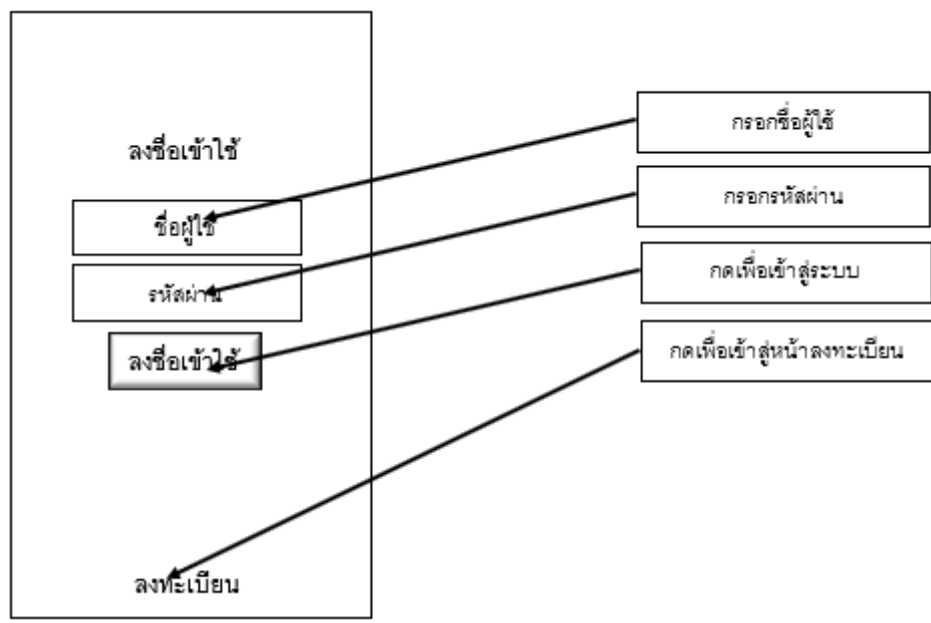 ลงชื่อเข้าใช้
ชื่อผู้ใช้
รหัสผ่าน
ลงชื่อเข้าใช้
ลงทะเบียน
กรอกชื่อผู้ใช้
กรอกรหัสผ่าน
กดเพื่อเข้าสู่ระบบ
กดเพื่อเข้าสู่หน้าลงทะเบียน